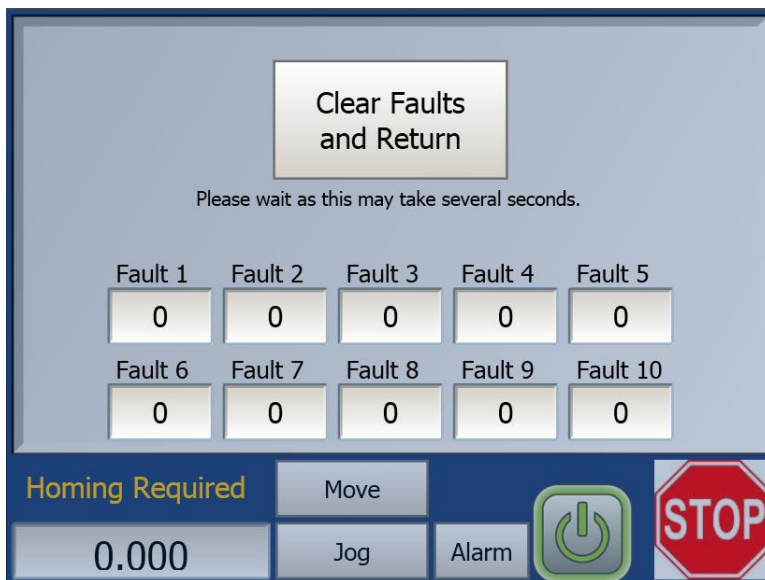 Clear Faults
and Return
Please wait as this may take several seconds.
Fault 1 Fault 2 Fault 3 Fault 4 Fault 5
0 0 0 0 0
Fault 6 Fault 7 Fault 8 Fault 9 Fault 10
0 0 0 0 0
Homing Required
Move
STOP
0.000
Jog
Alarm